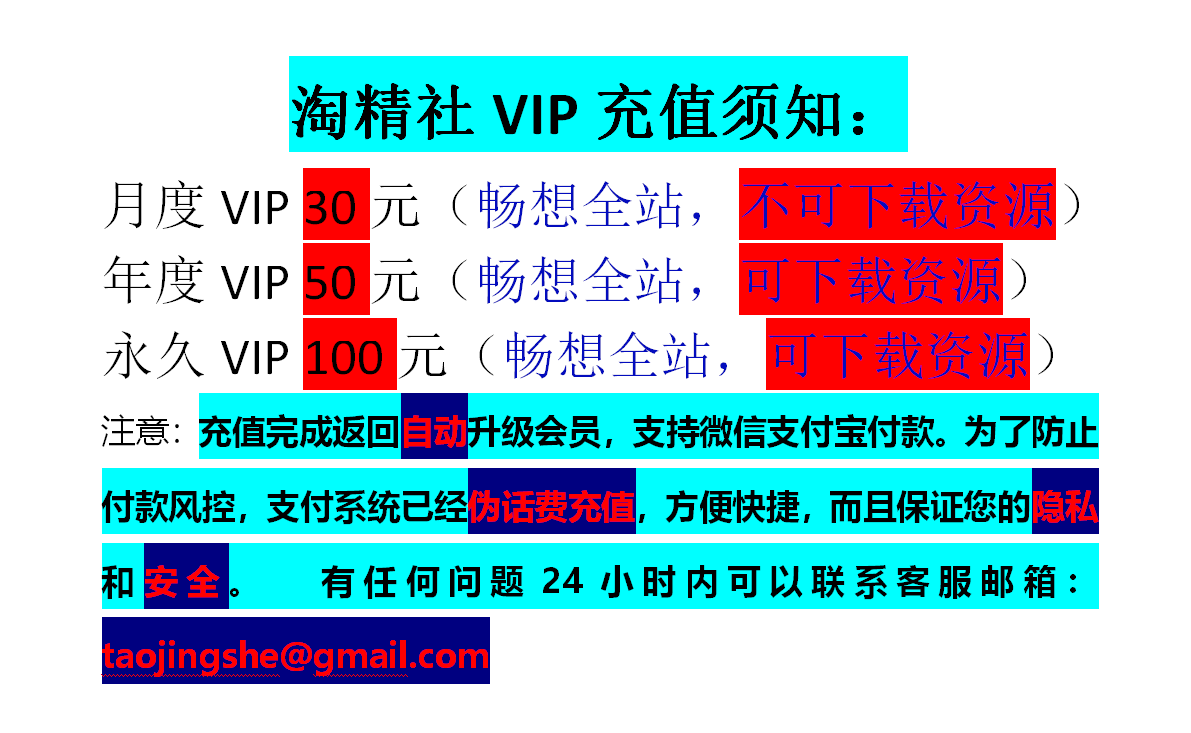 淘精社 VIP 充值须知：
月度 VIP 30 元（畅想全站，不可下载资源）
年度 VIP 50 元（畅想全站，可下载资源）
永久 VIP 100 元（畅想全站，可下载资源）
注意：充值完成返回自动升级会员，支持微信支付宝付款。为了防止
付款风控，支付系统已经伪话费充值，方便快捷，而且保证您的隐私
和安全。 有任何问题 24 小时内可以联系客服邮箱：
taojingshe@gmail.com